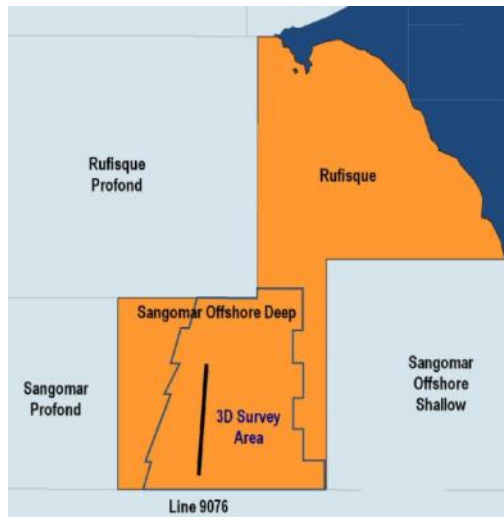 Rufisque
Profond
Rufisque
Sangomar Offshore Deep
Sangomar
Profond
3D Survey
Area
Sangomar
Offshore
Shallow
Line 9076